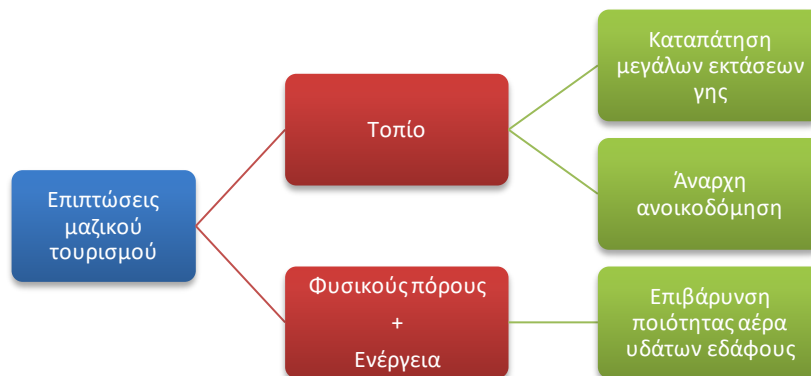 Επιπτώσεις
μαζικού
τουρισμού
Τοπίο
Καταπάτηση
μεγάλων εκτάσεων
γης
Άναρχη
ανοικοδόμηση
Φυσικούς πόρους
+
Ενέργεια
Επιβάρυνση
ποιότητας αέρα
υδάτων εδάφους